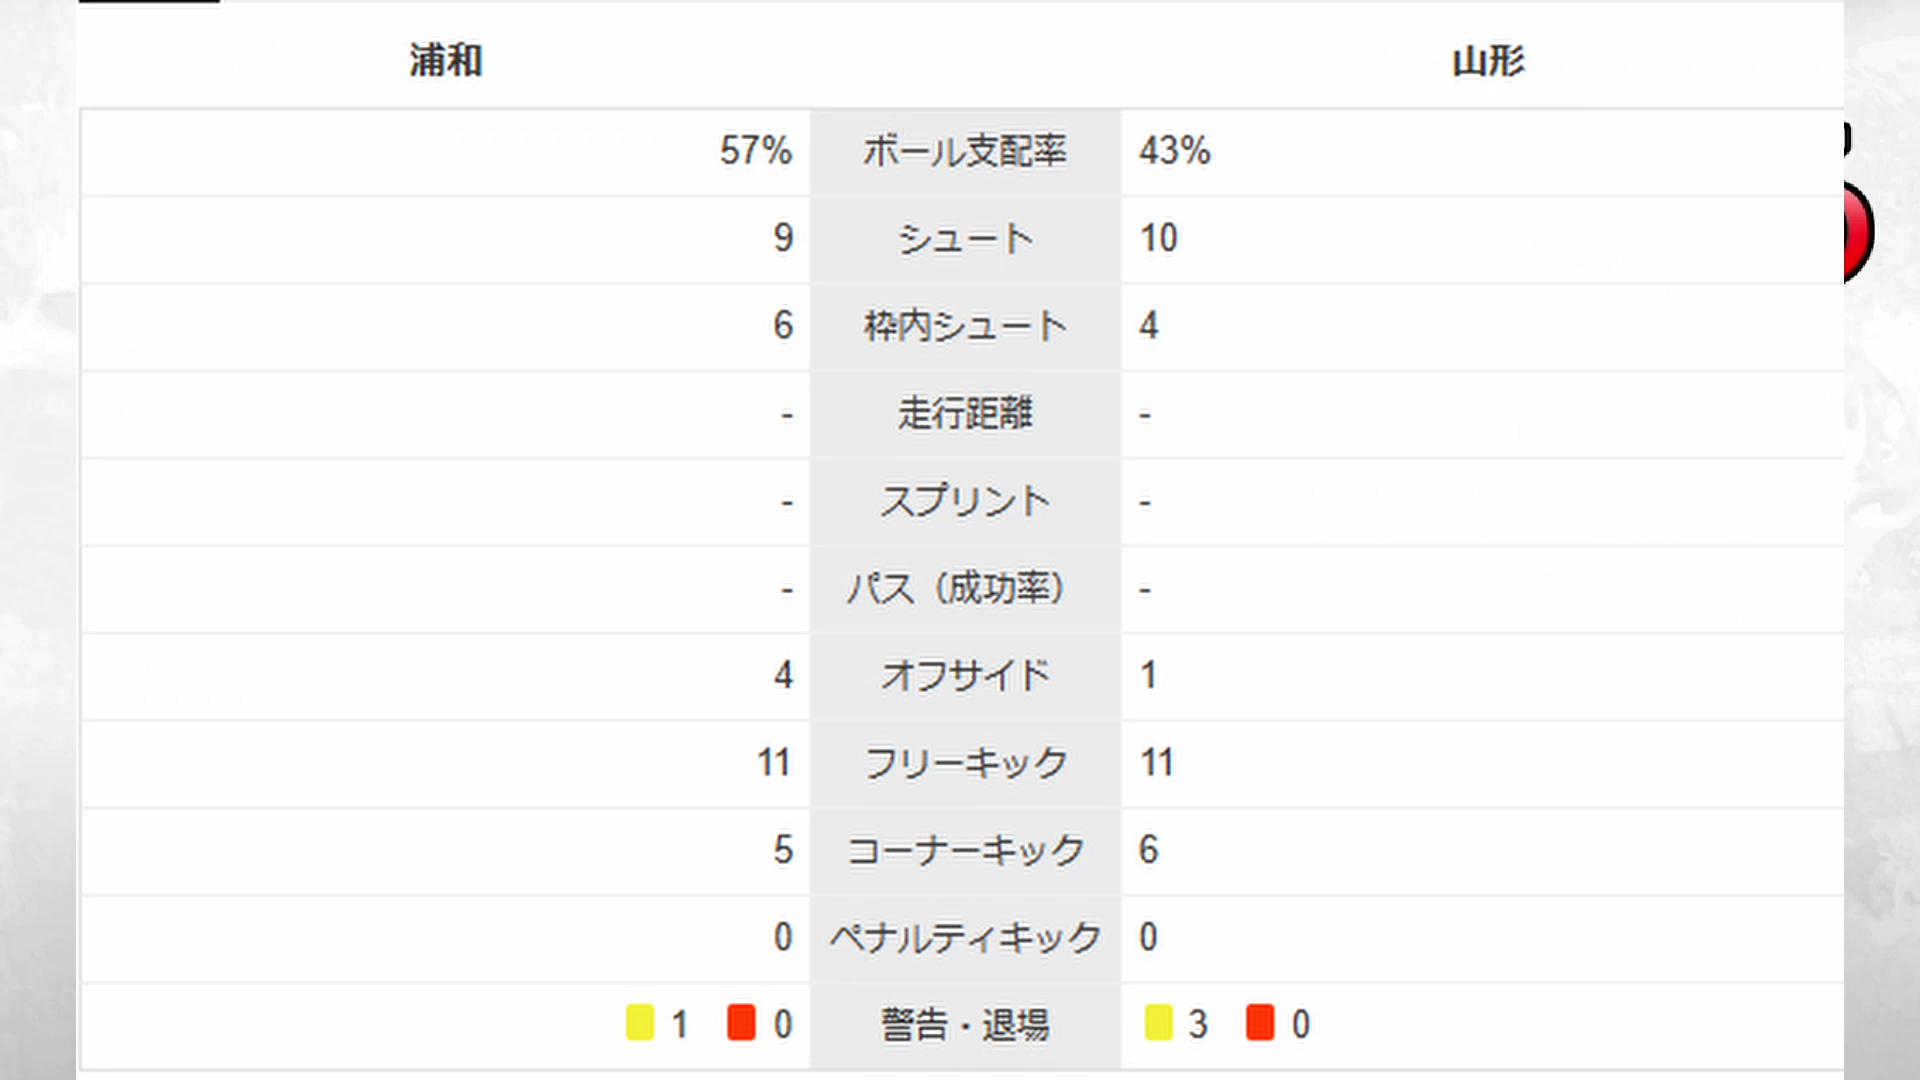 浦和 山形
57% ボール支配率 43%
9 シュート 10
6 枠内シュート 4
- 走行距離 -
- スプリント -
- パス（成功率） -
4 オフサイド 1
11 フリーキック 11
5 コーナーキック 6
0 ペナルティキック 0
1 0 警告・退場 3 0